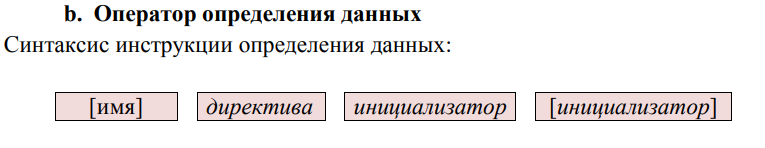 b. Оператор определения данных
Синтаксис инструкции определения данных:
[имя] директива инициализатор [инициализатор]